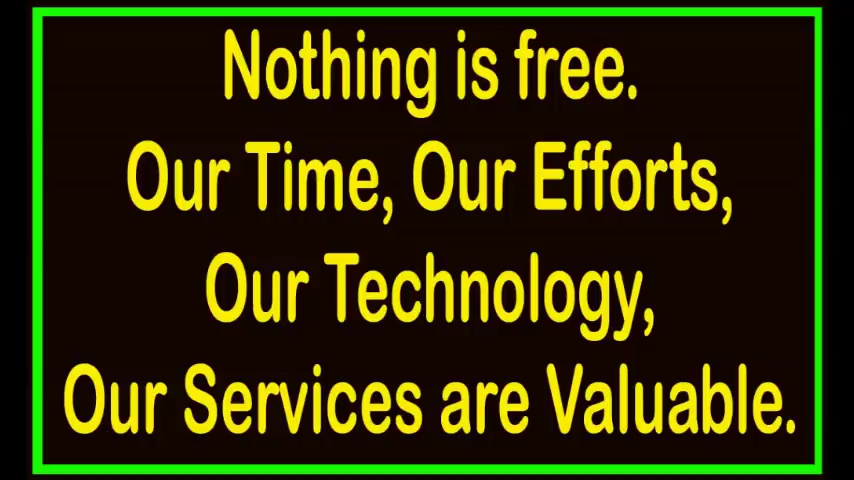 Nothing is free.
Our Time, Our Efforts,
Our Technology,
Our Services are Valuable.